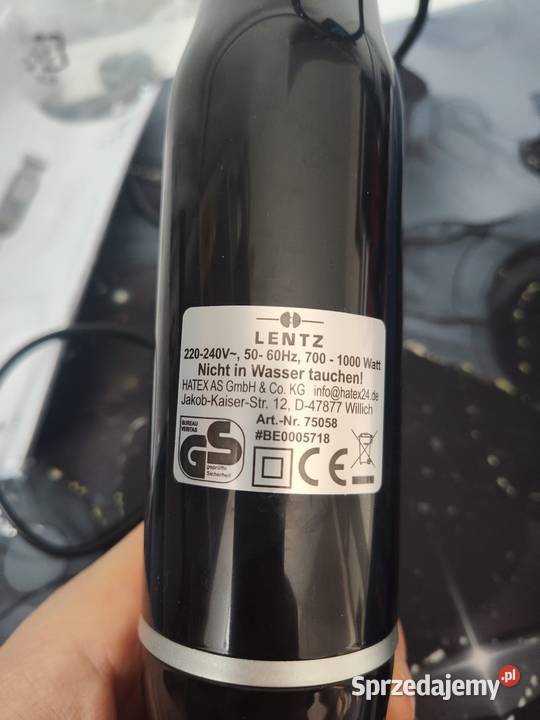 LENTZ
220-240V~, 50- 60Hz, 700 - 1000 Watt
Nicht in Wasser tauchen!
HATEX AS GmbH & Co. KG info@hatex24.de
Jakob-Kaiser-Str. 12, D-47877 Willich
Art.-Nr. 75058
#BE0005718
BUREAU
VERITAS
GS
geprüfte
Sicherheit
CE
Sprzedajemy.pl